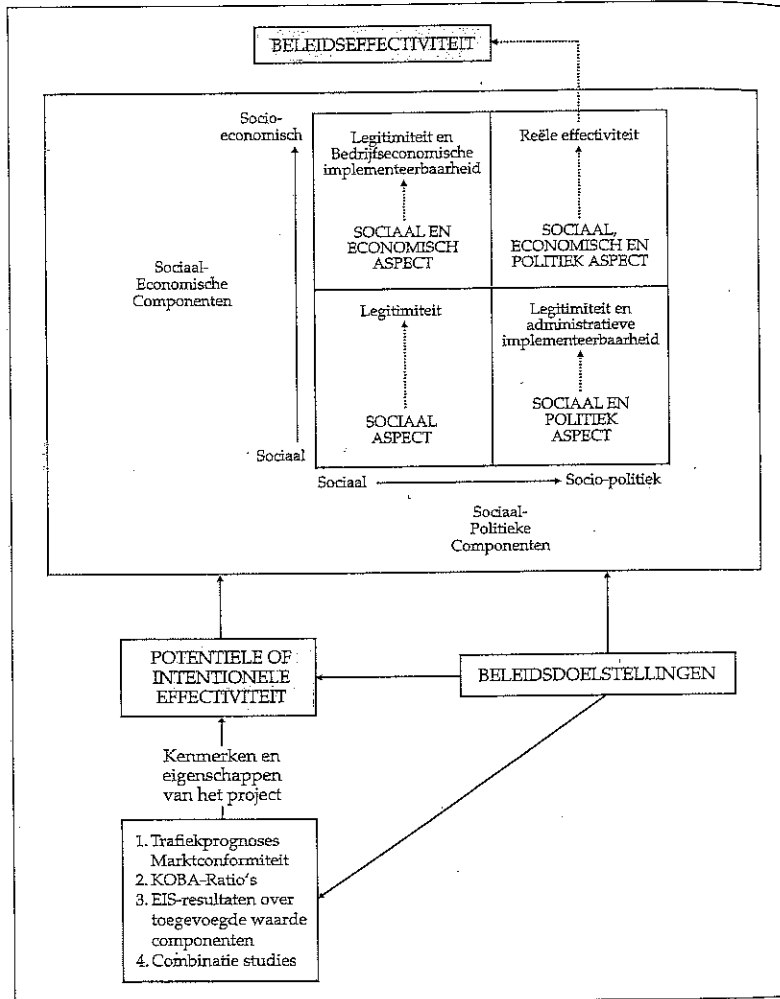 BELEIDSEFFECTIVITEIT
Socio-
economisch
Legitimiteit en
Bedrijfseconomische
implementeerbaarheid
SOCIAAL EN
ECONOMISCH
ASPECT
Reële effectiviteit
SOCIAAL,
ECONOMISCH EN
POLITIEK ASPECT
Sociaal-
Economische
Componenten
Legitimiteit
SOCIAAL
ASPECT
Legitimiteit en
administratieve
implementeerbaarheid
SOCIAAL EN
POLITIEK
ASPECT
Sociaal
Sociaal
Socio-politiek
Sociaal-
Politieke
Componenten
POTENTIELE OF
INTENTIONELE
EFFECTIVITEIT
BELEIDSDOELSTELLINGEN
Kenmerken en
eigenschappen
van het project
1. Trafiekprognoses
Marktconformiteit
2. KOBA-Ratio's
3. EIS-resultaten over
toegevoegde waarde
componenten
4. Combinatie studies